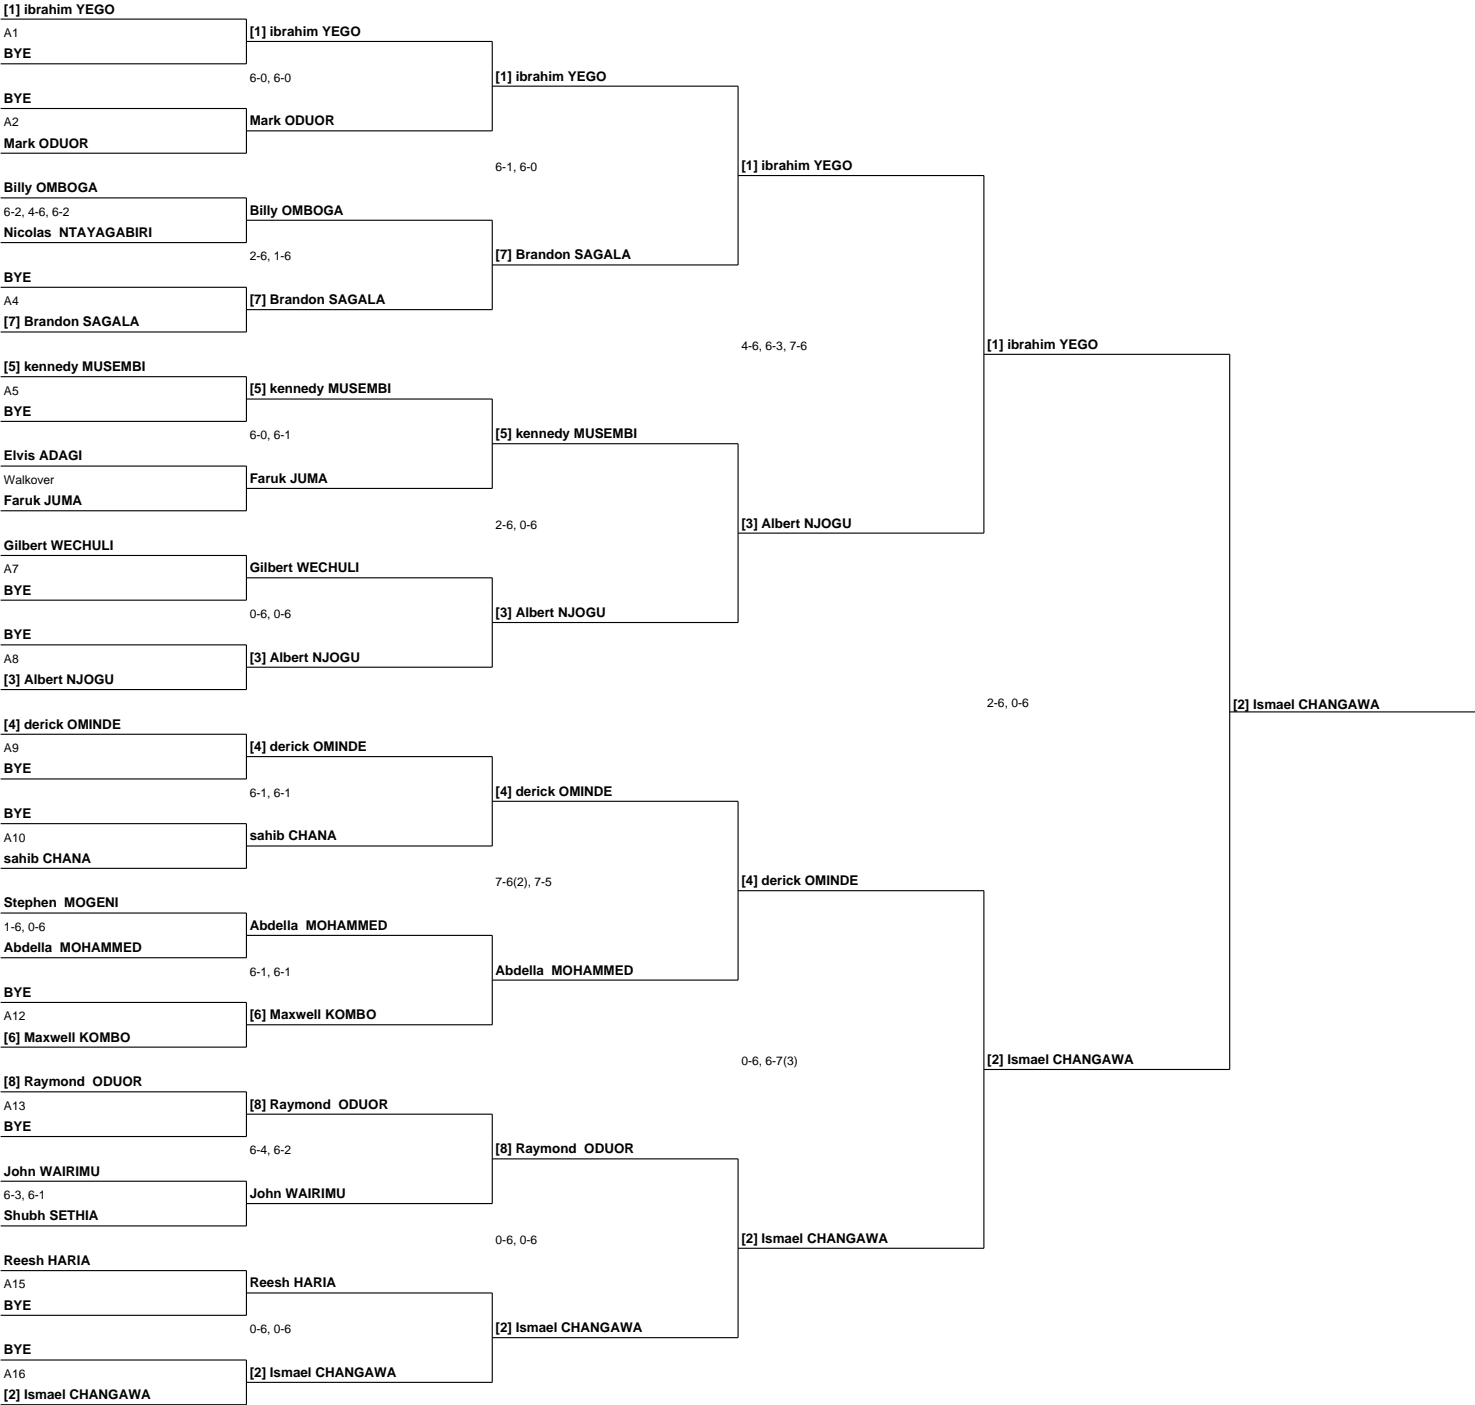 [1] ibrahim YEGO
A1
BYE
BYE
A2
Mark ODUOR
Billy OMBOGA
6-2, 4-6, 6-2
Nicolas  NTAYAGABIRI
BYE
A4
[7] Brandon SAGALA
[5] kennedy MUSEMBI
A5
BYE
Elvis ADAGI
Walkover
Faruk JUMA
Gilbert WECHULI
A7
BYE
BYE
A8
[3] Albert NJOGU
[4] derick OMINDE
A9
BYE
BYE
A10
sahib CHANA
Stephen  MOGENI
1-6, 0-6
Abdella  MOHAMMED
BYE
A12
[6] Maxwell KOMBO
[8] Raymond  ODUOR
A13
BYE
John WAIRIMU
6-3, 6-1
Shubh SETHIA
Reesh HARIA
A15
BYE
BYE
A16
[2] Ismael CHANGAWA
[1] ibrahim YEGO
6-0, 6-0
Mark ODUOR
Billy OMBOGA
2-6, 1-6
[7] Brandon SAGALA
[5] kennedy MUSEMBI
6-0, 6-1
Faruk JUMA
Gilbert WECHULI
0-6, 0-6
[3] Albert NJOGU
[4] derick OMINDE
6-1, 6-1
sahib CHANA
Abdella  MOHAMMED
6-1, 6-1
[6] Maxwell KOMBO
[8] Raymond  ODUOR
6-4, 6-2
John WAIRIMU
Reesh HARIA
0-6, 0-6
[2] Ismael CHANGAWA
[1] ibrahim YEGO
6-1, 6-0
[7] Brandon SAGALA
[5] kennedy MUSEMBI
2-6, 0-6
[3] Albert NJOGU
[4] derick OMINDE
7-6(2), 7-5
Abdella  MOHAMMED
[8] Raymond  ODUOR
0-6, 0-6
[2] Ismael CHANGAWA
[1] ibrahim YEGO
4-6, 6-3, 7-6
[3] Albert NJOGU
[4] derick OMINDE
0-6, 6-7(3)
[2] Ismael CHANGAWA
[1] ibrahim YEGO
2-6, 0-6
[2] Ismael CHANGAWA
[2] Ismael CHANGAWA